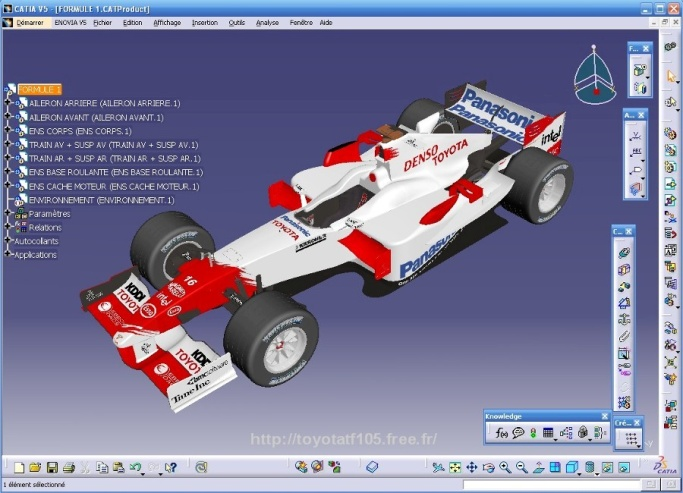 CATIA V5 - [FORMULE 1.CATProduct]
Démarrer ENOVIA V5 Fichier Edition Affichage Insertion Outils Analyse Fenêtre Aide
FORMULE 1
AILERON ARRIERE (AILERON ARRIERE.1)
AILERON AVANT (AILERON AVANT.1)
ENS CORPS (ENS CORPS.1)
TRAIN AV + SUSP AV (TRAIN AV + SUSP AV.1)
TRAIN AR + SUSP AR (TRAIN AR + SUSP AR.1)
ENS BASE ROULANTE (ENS BASE ROULANTE.1)
ENS CACHE MOTEUR (ENS CACHE MOTEUR.1)
ENVIRONNEMENT (ENVIRONNEMENT.1)
Paramètres
Relations
Autocollants
Applications
Panasonic
Panasonic
intel
DENSO
TOYOTA
Panasonic
TOYOTA
Panasonic
16
intel
KDDI
TOYOTA
KDDI
TOYOTA
Time Inc
F...
A...
C...
Knowledge
Cré...
f(x)
http://toyotatf105.free.fr/
CATIA
1 élément sélectionné